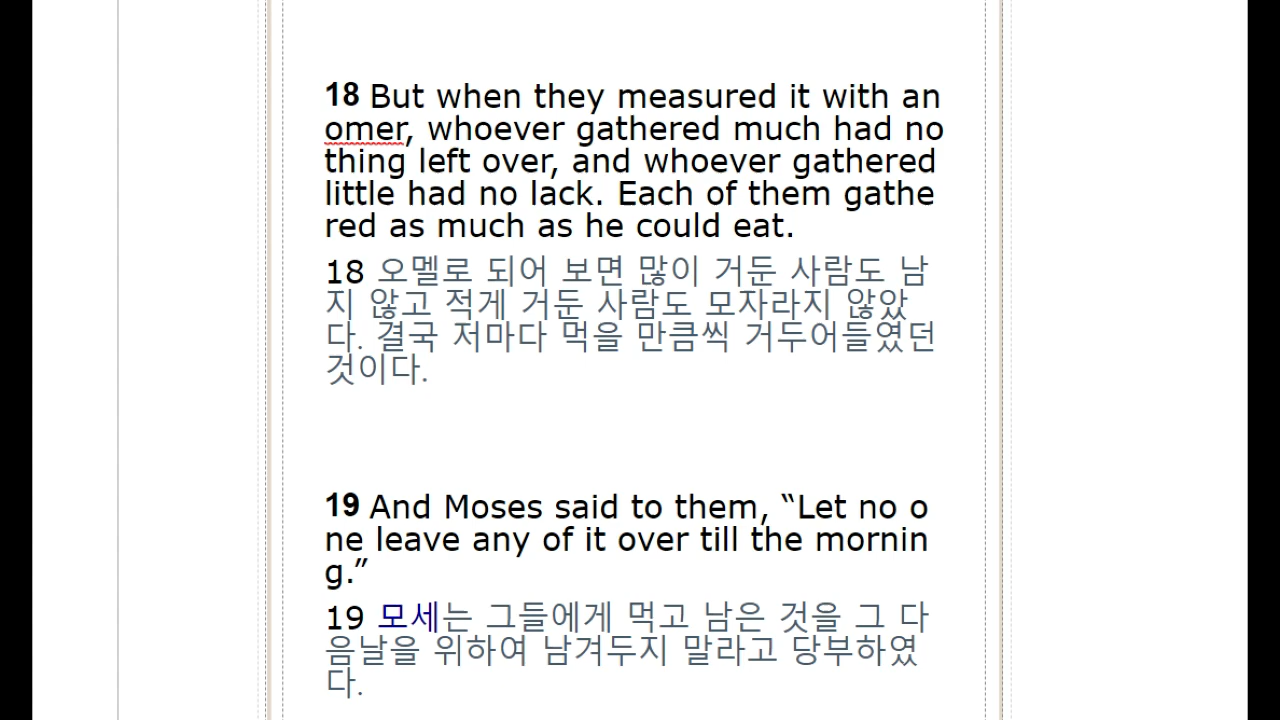 18 But when they measured it with an
omer, whoever gathered much had no
thing left over, and whoever gathered
little had no lack. Each of them gathe
red as much as he could eat.
18 오멜로 되어 보면 많이 거둔 사람도 남
지 않고 적게 거둔 사람도 모자라지 않았
다. 결국 저마다 먹을 만큼씩 거두어들였던
것이다.
19 And Moses said to them, “Let no o
ne leave any of it over till the mornin
g.”
19 모세는 그들에게 먹고 남은 것을 그 다
음날을 위하여 남겨두지 말라고 당부하였
다.